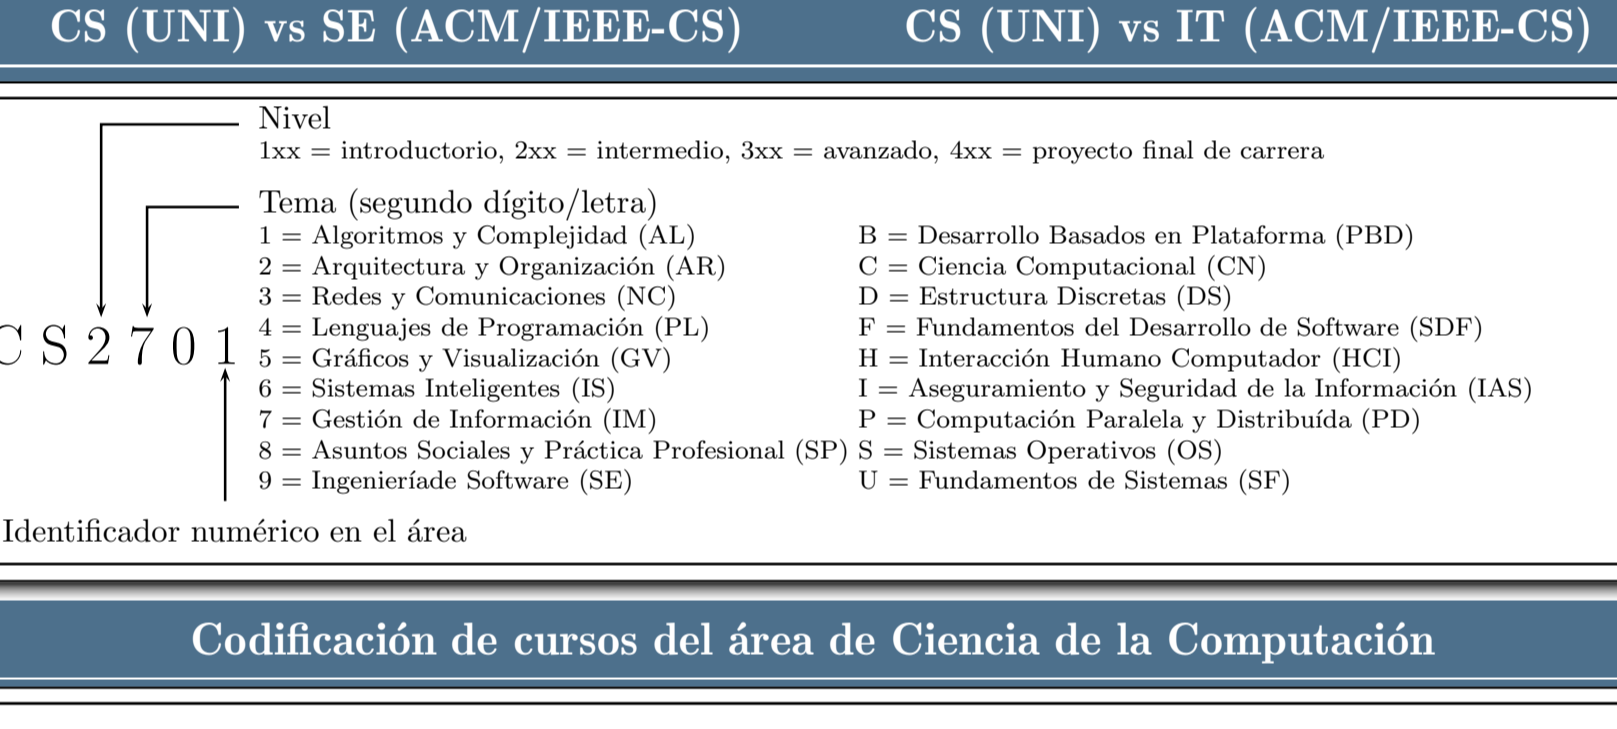 CS (UNI) vs SE (ACM/IEEE-CS) CS (UNI) vs IT (ACM/IEEE-CS)
Nivel
1xx = introductorio, 2xx = intermedio, 3xx = avanzado, 4xx = proyecto final de carrera
Tema (segundo dígito/letra)
1 = Algoritmos y Complejidad (AL) B = Desarrollo Basados en Plataforma (PBD)
2 = Arquitectura y Organización (AR) C = Ciencia Computacional (CN)
3 = Redes y Comunicaciones (NC) D = Estructura Discretas (DS)
4 = Lenguajes de Programación (PL) F = Fundamentos del Desarrollo de Software (SDF)
C S 2 7 0 1
5 = Gráficos y Visualización (GV) H = Interacción Humano Computador (HCI)
6 = Sistemas Inteligentes (IS) I = Aseguramiento y Seguridad de la Información (IAS)
7 = Gestión de Información (IM) P = Computación Paralela y Distribuída (PD)
8 = Asuntos Sociales y Práctica Profesional (SP) S = Sistemas Operativos (OS)
9 = Ingenieríade Software (SE) U = Fundamentos de Sistemas (SF)
Identificador numérico en el área
Codificación de cursos del área de Ciencia de la Computación